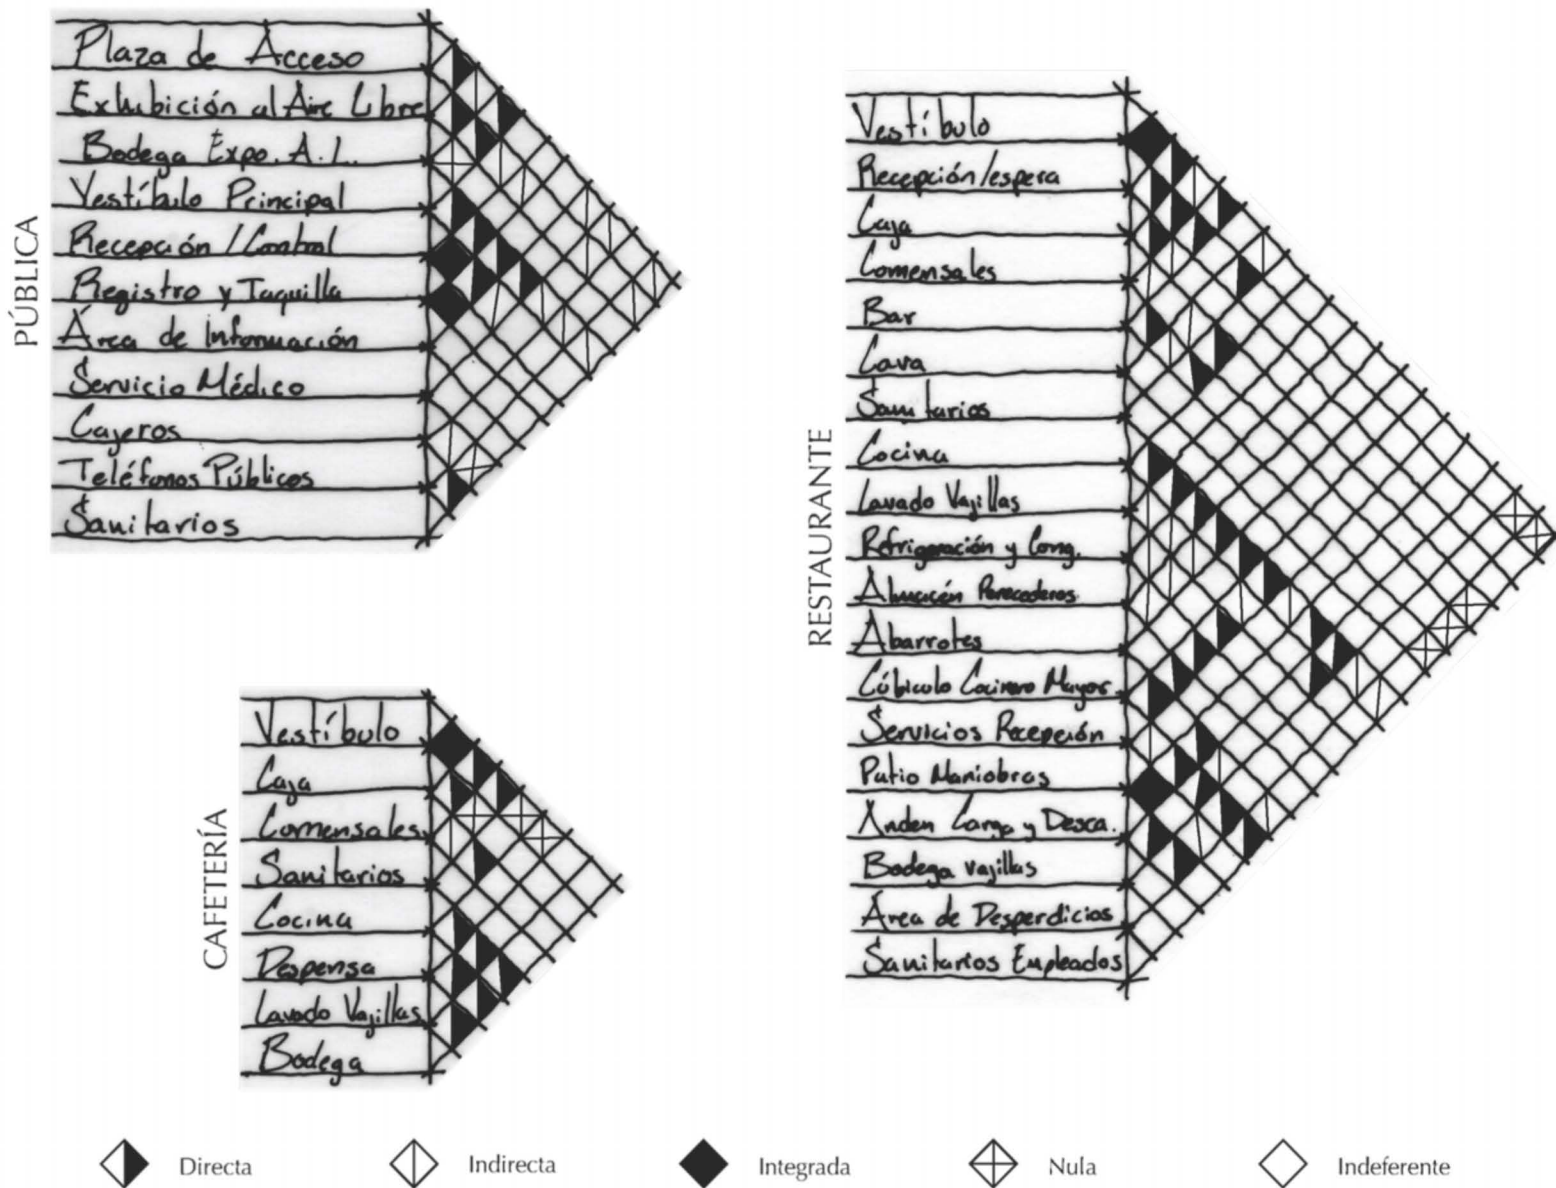 PÚBLICA
Plaza de Acceso
Exhibición al Aire Libre
Bodega Expo. A.L.
Vestíbulo Principal
Recepción / Control
Registro y Taquilla
Área de Información
Servicio Médico
Cajeros
Teléfonos Públicos
Sanitarios
CAFETERÍA
Vestíbulo
Caja
Comensales
Sanitarios
Cocina
Despensa
Lavado Vajillas
Bodega
RESTAURANTE
Vestíbulo
Recepción/espera
Caja
Comensales
Bar
Cava
Sanitarios
Cocina
Lavado Vajillas
Refrigeración y Cong.
Almacén Perecederos
Abarrotes
Cúbiculo Cocinero Mayor
Servicios Recepción
Patio Maniobras
Anden Carga y Desca.
Bodega vajillas
Área de Desperdicios
Sanitarios Empleados
Directa
Indirecta
Integrada
Nula
Indeferente